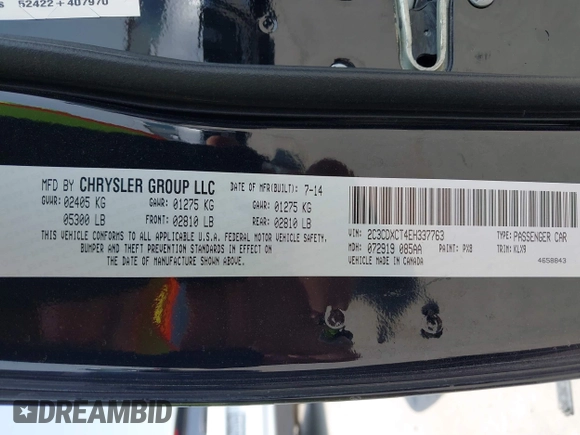 52422+407970
MFD BY CHRYSLER GROUP LLC
DATE OF MFR(BUILT): 7-14
GVWR: 02405 KG GAWR: 01275 KG GAWR: 01275 KG
05300 LB FRONT: 02810 LB REAR: 02810 LB
THIS VEHICLE CONFORMS TO ALL APPLICABLE U.S.A. FEDERAL MOTOR VEHICLE SAFETY,
BUMPER AND THEFT PREVENTION STANDARDS IN EFFECT ON THE
DATE OF MANUFACTURE SHOWN ABOVE.
VIN: 2C3CDXCT4EH337763 TYPE: PASSENGER CAR
MDH: 072919 085AA PAINT: PX8 TRIM: KLX9
VEHICLE MADE IN CANADA 4658843
DREAMBID